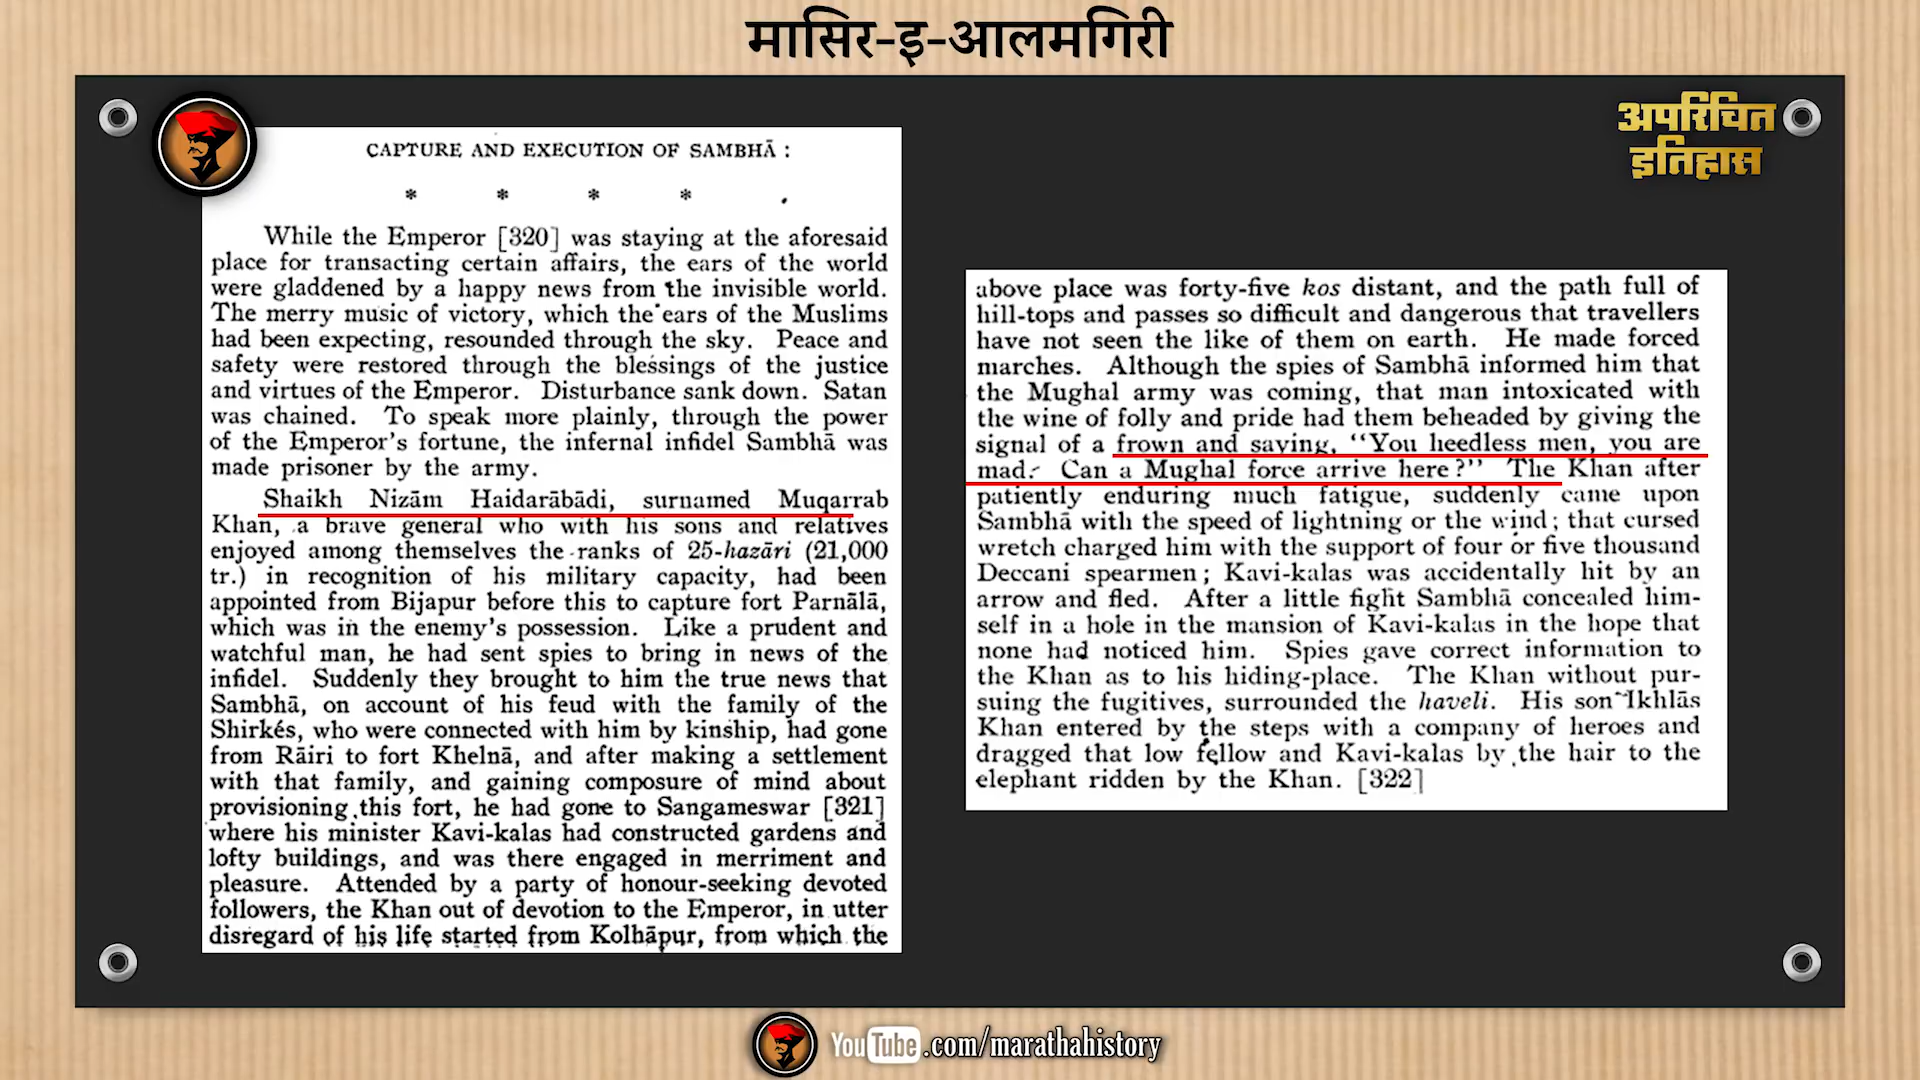 मासिर-इ-आलमगिरी
अपरिचित
इतिहास
CAPTURE AND EXECUTION OF SAMBHĀ :
* * * *
While the Emperor [320] was staying at the aforesaid
place for transacting certain affairs, the ears of the world
were gladdened by a happy news from the invisible world.
The merry music of victory, which the ears of the Muslims
had been expecting, resounded through the sky. Peace and
safety were restored through the blessings of the justice
and virtues of the Emperor. Disturbance sank down. Satan
was chained. To speak more plainly, through the power
of the Emperor's fortune, the infernal infidel Sambhā was
made prisoner by the army.
Shaikh Nizām Haidarābādi, surnamed Muqarrab
Khan, a brave general who with his sons and relatives
enjoyed among themselves the ranks of 25-hazāri (21,000
tr.) in recognition of his military capacity, had been
appointed from Bijapur before this to capture fort Parnālā,
which was in the enemy's possession. Like a prudent and
watchful man, he had sent spies to bring in news of the
infidel. Suddenly they brought to him the true news that
Sambhā, on account of his feud with the family of the
Shirkés, who were connected with him by kinship, had gone
from Rāiri to fort Khelnā, and after making a settlement
with that family, and gaining composure of mind about
provisioning this fort, he had gone to Sangameswar [321]
where his minister Kavi-kalas had constructed gardens and
lofty buildings, and was there engaged in merriment and
pleasure. Attended by a party of honour-seeking devoted
followers, the Khan out of devotion to the Emperor, in utter
disregard of his life started from Kolhāpur, from which the
above place was forty-five kos distant, and the path full of
hill-tops and passes so difficult and dangerous that travellers
have not seen the like of them on earth. He made forced
marches. Although the spies of Sambhā informed him that
the Mughal army was coming, that man intoxicated with
the wine of folly and pride had them beheaded by giving the
signal of a frown and saying, "You heedless men, you are
mad. Can a Mughal force arrive here?" The Khan after
patiently enduring much fatigue, suddenly came upon
Sambhā with the speed of lightning or the wind; that cursed
wretch charged him with the support of four or five thousand
Deccani spearmen; Kavi-kalas was accidentally hit by an
arrow and fled. After a little fight Sambhā concealed him-
self in a hole in the mansion of Kavi-kalas in the hope that
none had noticed him. Spies gave correct information to
the Khan as to his hiding-place. The Khan without pur-
suing the fugitives, surrounded the haveli. His son Ikhlās
Khan entered by the steps with a company of heroes and
dragged that low fellow and Kavi-kalas by the hair to the
elephant ridden by the Khan. [322]
YouTube.com/marathahistory